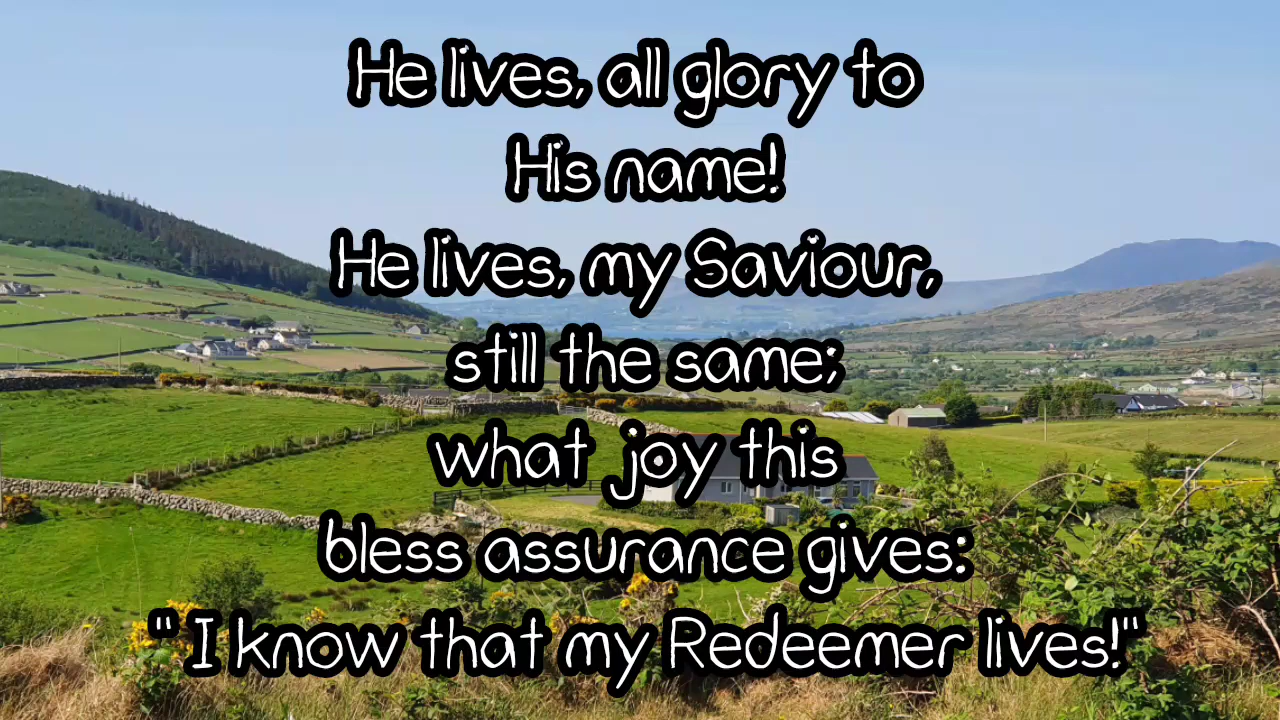 He lives, all glory to
His name!
He lives, my Saviour,
still the same;
what joy this
bless assurance gives:
" I know that my Redeemer lives!"